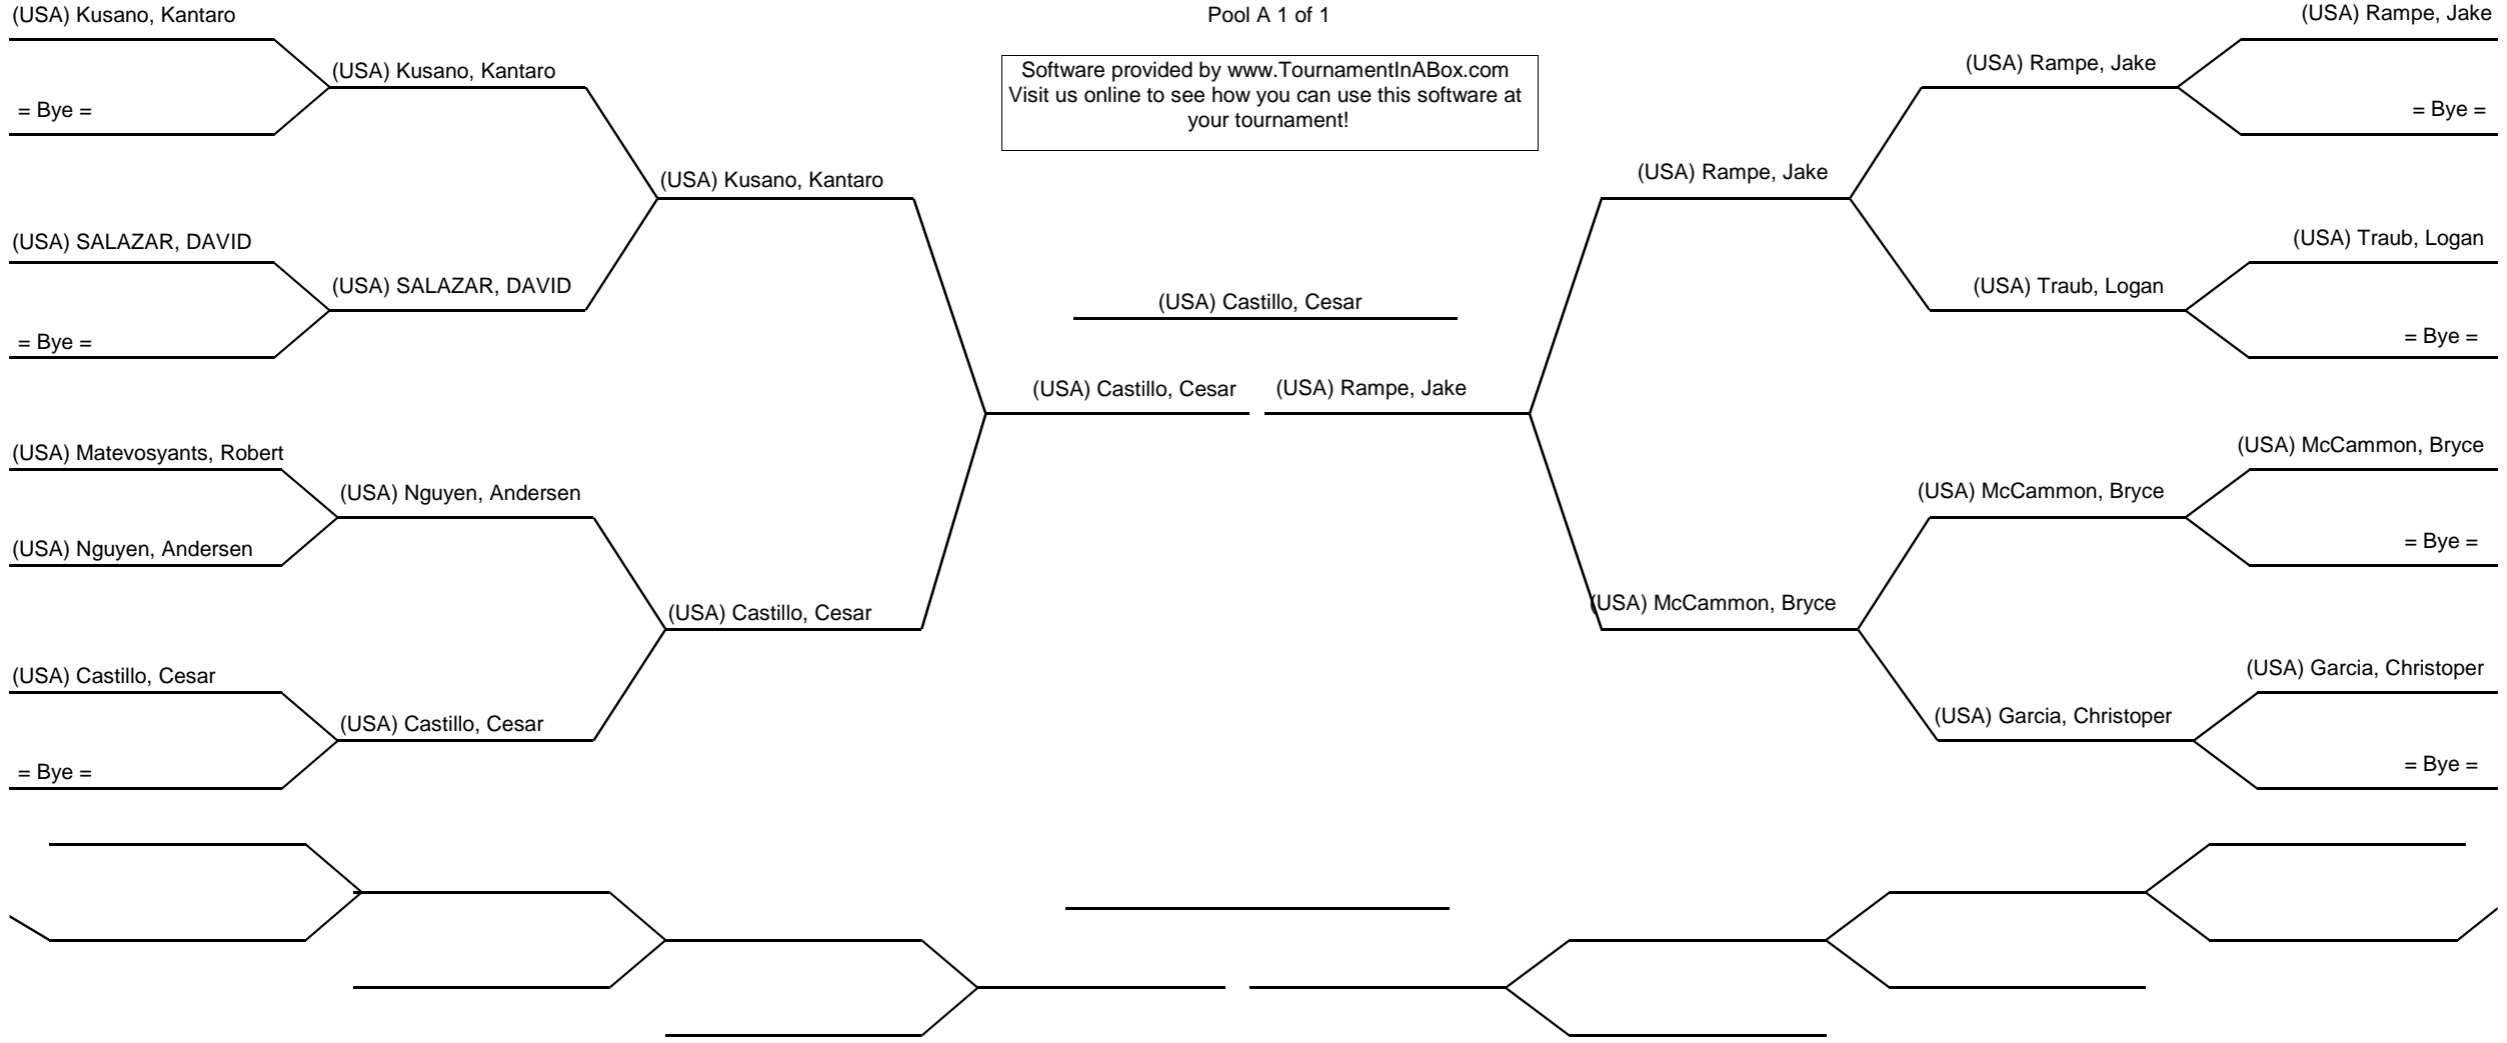 (USA) Kusano, Kantaro
Pool A 1 of 1
(USA) Rampe, Jake
(USA) Kusano, Kantaro
Software provided by www.TournamentInABox.com
Visit us online to see how you can use this software at
your tournament!
(USA) Rampe, Jake
= Bye =
= Bye =
(USA) Kusano, Kantaro
(USA) Rampe, Jake
(USA) SALAZAR, DAVID
(USA) Traub, Logan
(USA) SALAZAR, DAVID
(USA) Castillo, Cesar
(USA) Traub, Logan
= Bye =
= Bye =
(USA) Castillo, Cesar
(USA) Rampe, Jake
(USA) Matevosyants, Robert
(USA) McCammon, Bryce
(USA) Nguyen, Andersen
(USA) McCammon, Bryce
(USA) Nguyen, Andersen
= Bye =
(USA) Castillo, Cesar
(USA) McCammon, Bryce
(USA) Castillo, Cesar
(USA) Garcia, Christoper
(USA) Castillo, Cesar
(USA) Garcia, Christoper
= Bye =
= Bye =